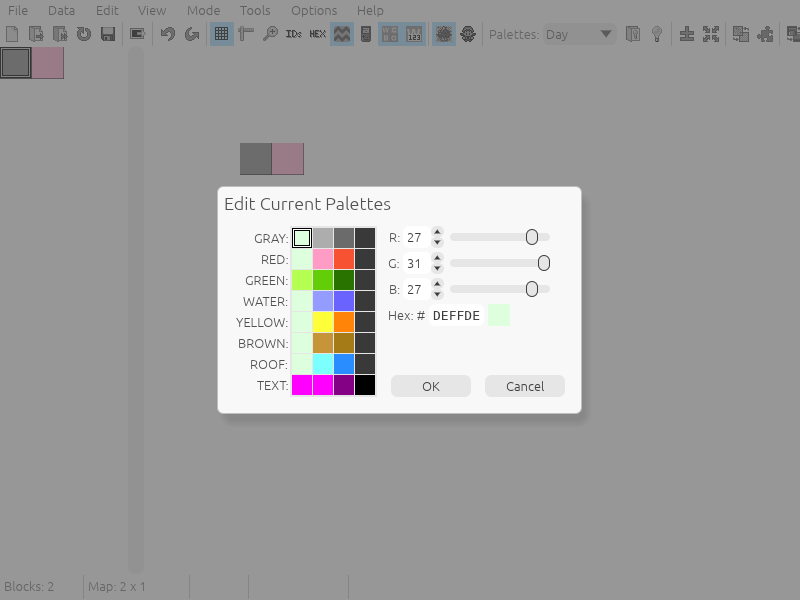 File Data Edit View Mode Tools Options Help
IDs HEX 123 Palettes: Day
Edit Current Palettes
GRAY: R: 27
RED: G: 31
GREEN: B: 27
WATER: Hex: # DEFFDE
YELLOW:
BROWN:
ROOF:
TEXT: OK Cancel
Blocks: 2 Map: 2 x 1